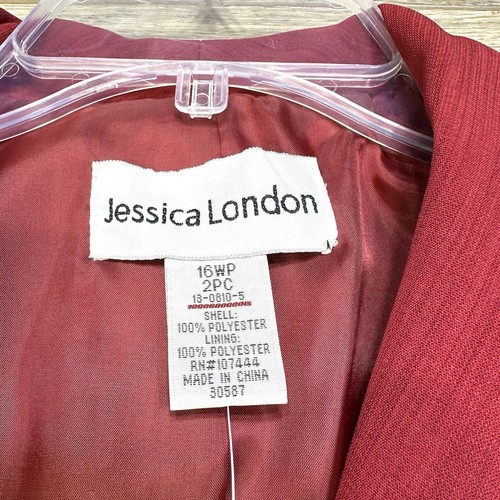 Jessica London
16WP
2PC
13-0810-5
SHELL:
100% POLYESTER
LINING:
100% POLYESTER
RN#107444
MADE IN CHINA
30587